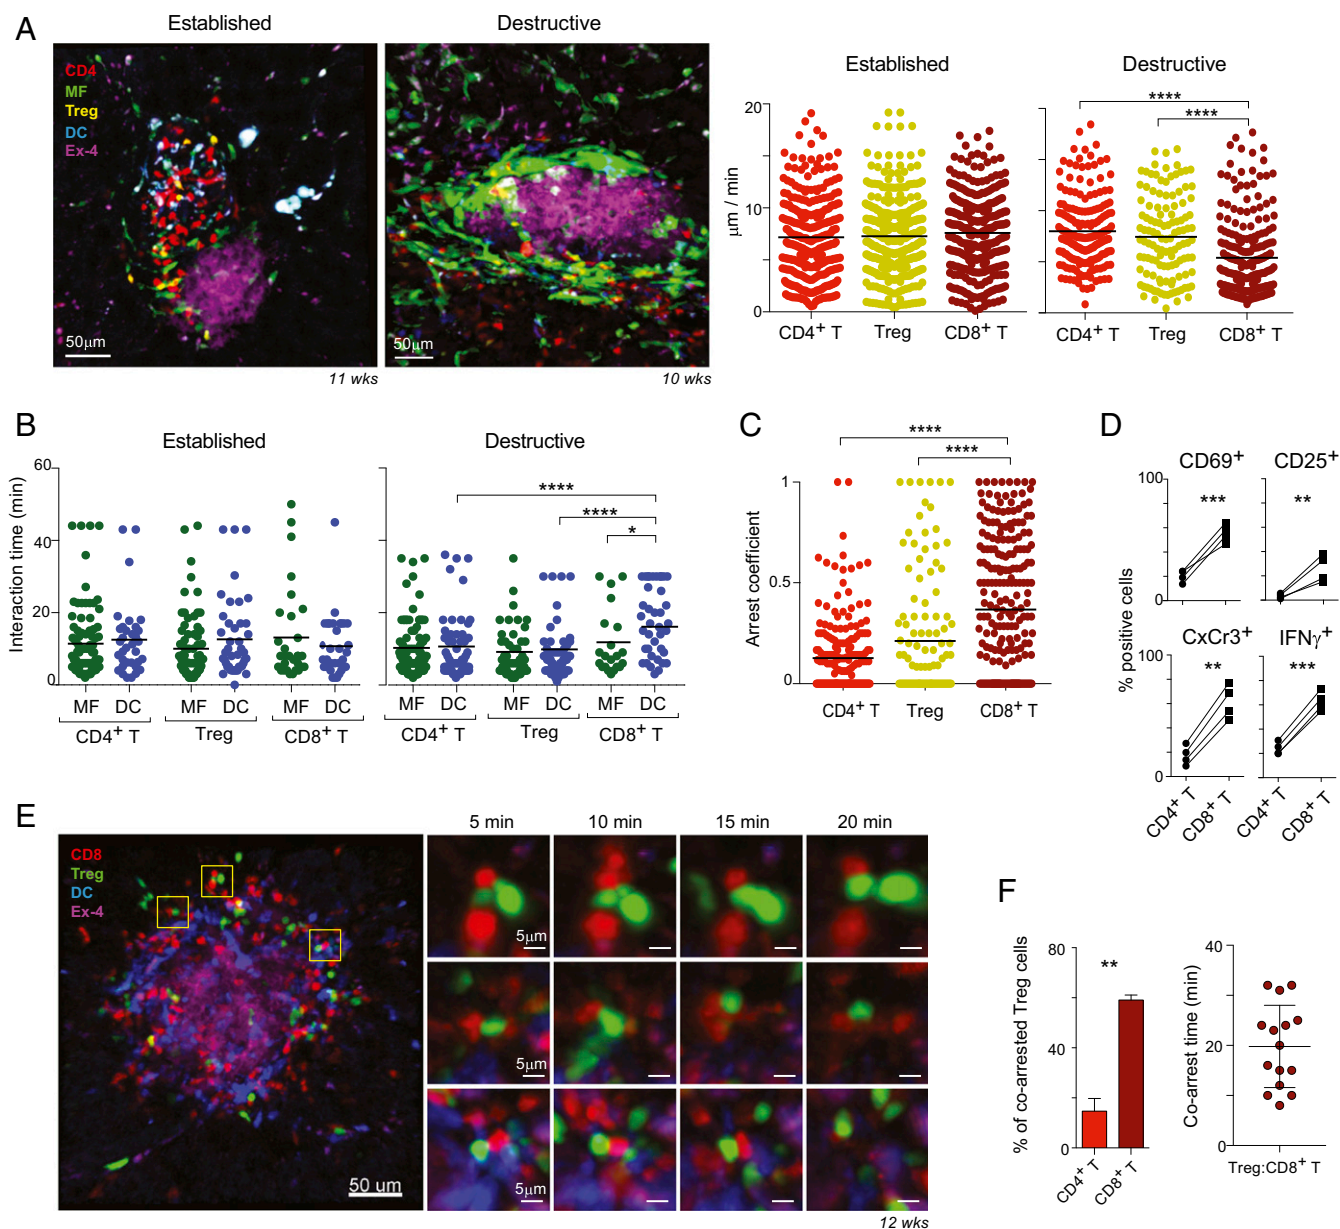 A
Established
Destructive
CD4
MF
Treg
DC
Ex-4
50µm
50µm
11 wks
10 wks
Established
Destructive
****
****
20
10
0
µm / min
CD4+ T
Treg
CD8+ T
CD4+ T
Treg
CD8+ T
B
Established
Destructive
60
40
20
0
Interaction time (min)
****
****
*
MF
DC
MF
DC
MF
DC
MF
DC
MF
DC
MF
DC
CD4+ T
Treg
CD8+ T
CD4+ T
Treg
CD8+ T
C
****
****
1
0.5
0
Arrest coefficient
CD4+ T
Treg
CD8+ T
D
CD69+
CD25+
100
0
***
**
CxCr3+
IFNγ+
100
0
**
***
% positive cells
CD4+ T
CD8+ T
CD4+ T
CD8+ T
E
CD8
Treg
DC
Ex-4
50 um
5 min
10 min
15 min
20 min
5µm
5µm
5µm
12 wks
F
80
40
0
% of co-arrested Treg cells
**
CD4+ T
CD8+ T
40
20
0
Co-arrest time (min)
Treg:CD8+ T